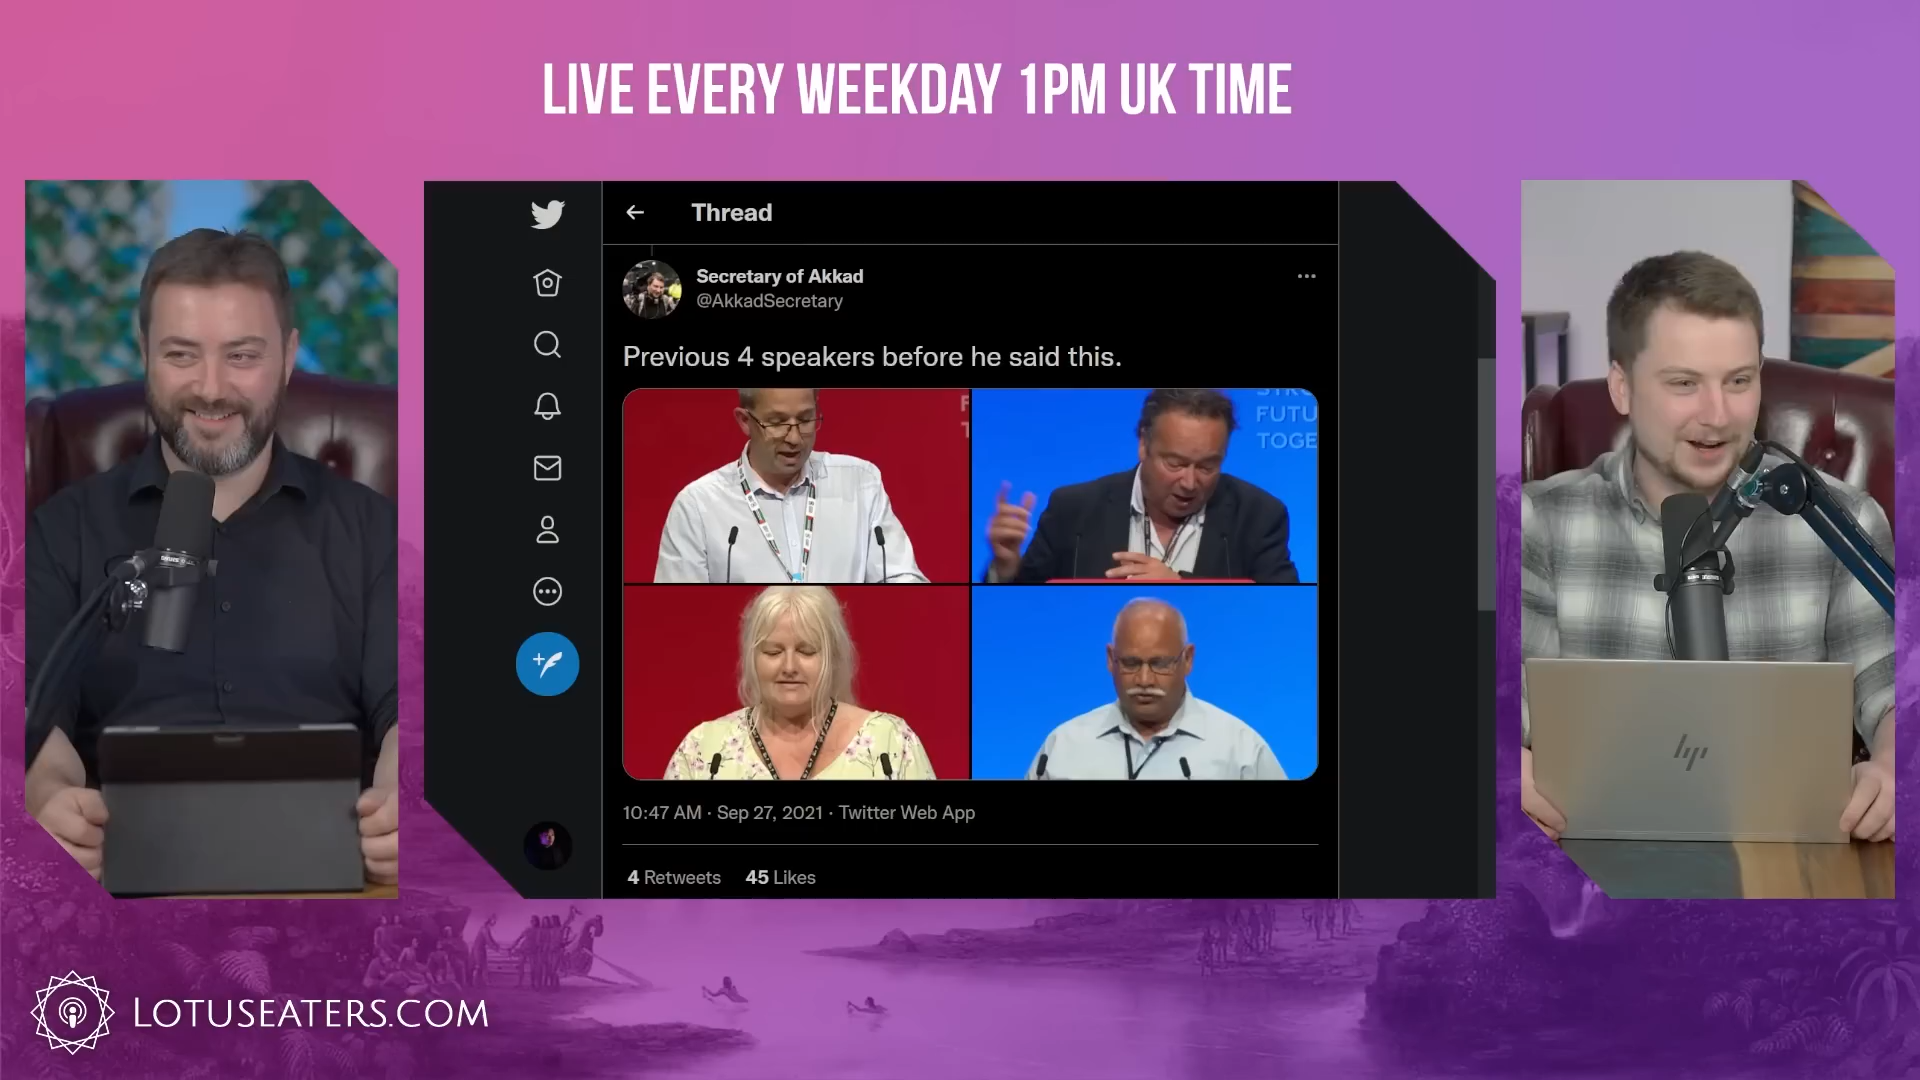 LIVE EVERY WEEKDAY 1PM UK TIME
Thread
Secretary of Akkad
@AkkadSecretary
Previous 4 speakers before he said this.
FUTU
TOGE
10:47 AM · Sep 27, 2021 · Twitter Web App
4 Retweets 45 Likes
hp
LOTUSEATERS.COM